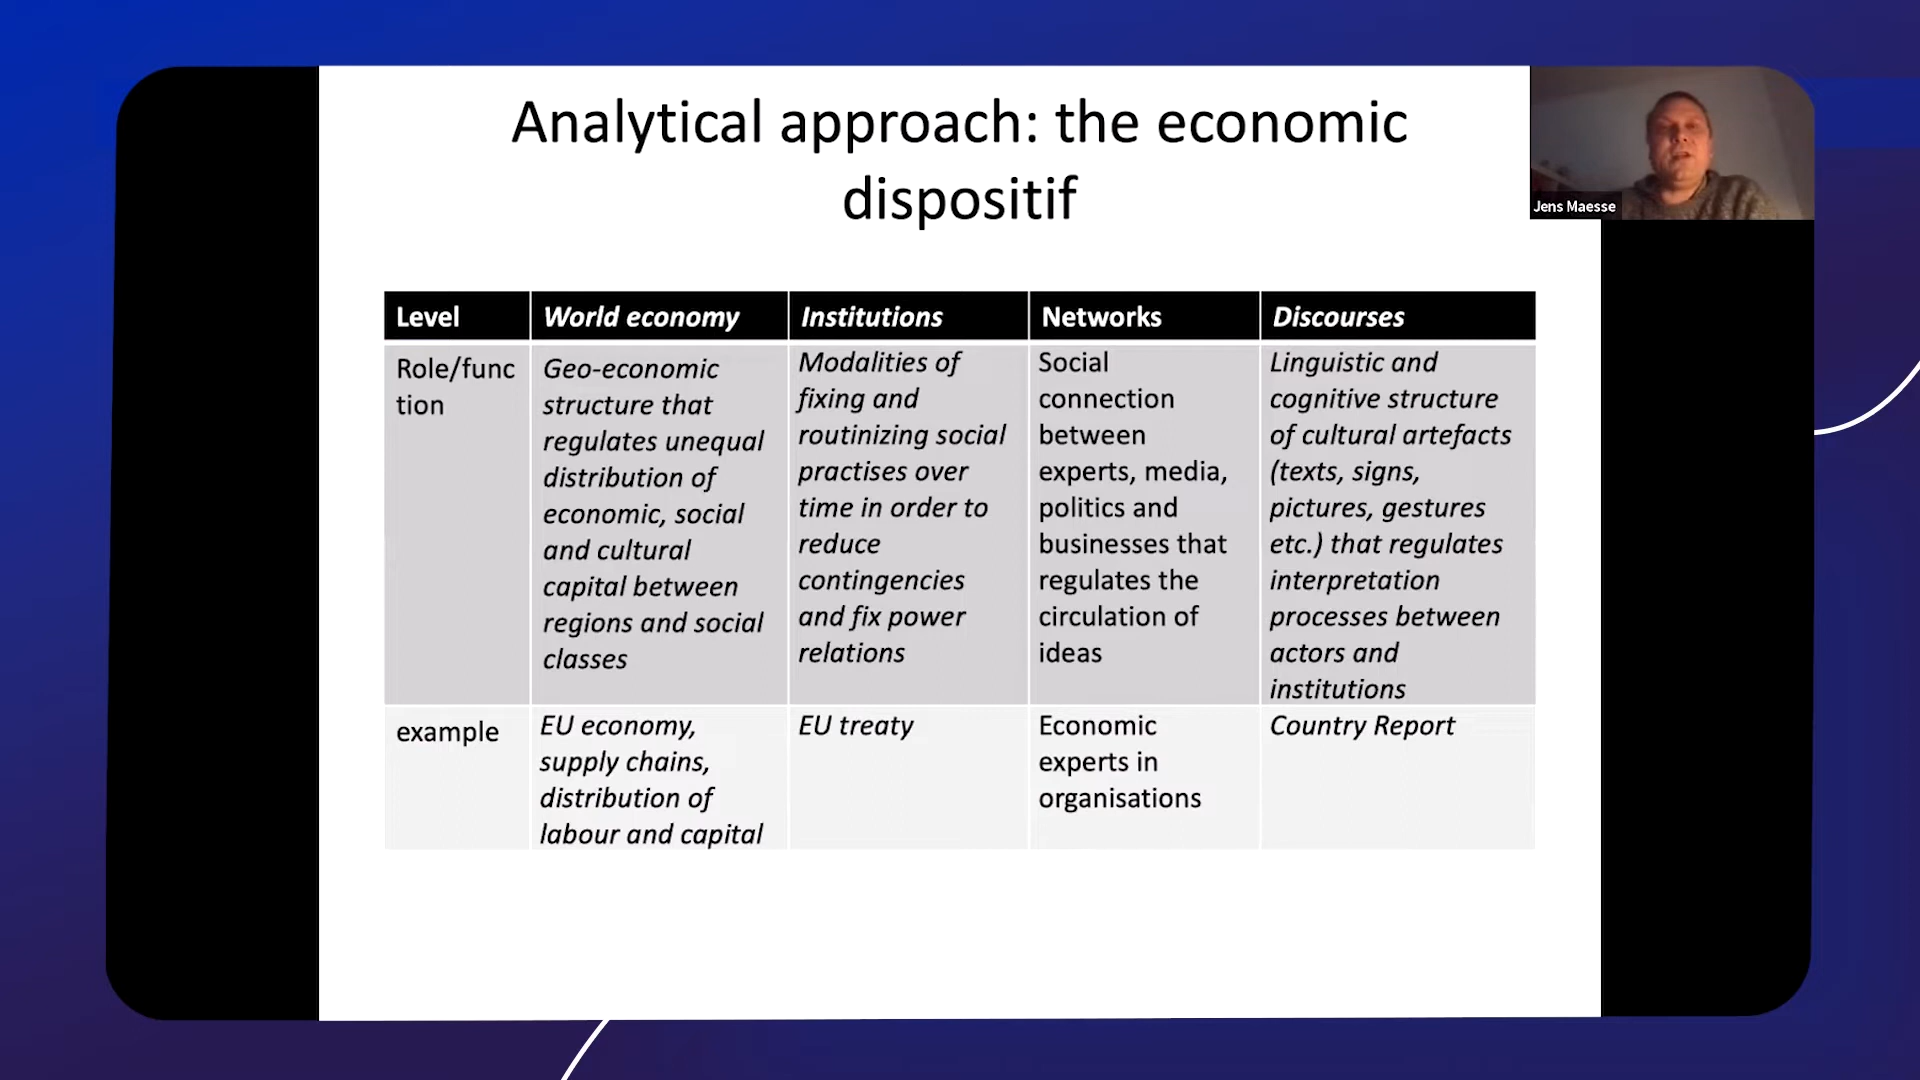 Analytical approach: the economic
dispositif
Jens Maesse
Level
World economy
Institutions
Networks
Discourses
Role/func
tion
Geo-economic
structure that
regulates unequal
distribution of
economic, social
and cultural
capital between
regions and social
classes
Modalities of
fixing and
routinizing social
practises over
time in order to
reduce
contingencies
and fix power
relations
Social
connection
between
experts, media,
politics and
businesses that
regulates the
circulation of
ideas
Linguistic and
cognitive structure
of cultural artefacts
(texts, signs,
pictures, gestures
etc.) that regulates
interpretation
processes between
actors and
institutions
example
EU economy,
supply chains,
distribution of
labour and capital
EU treaty
Economic
experts in
organisations
Country Report